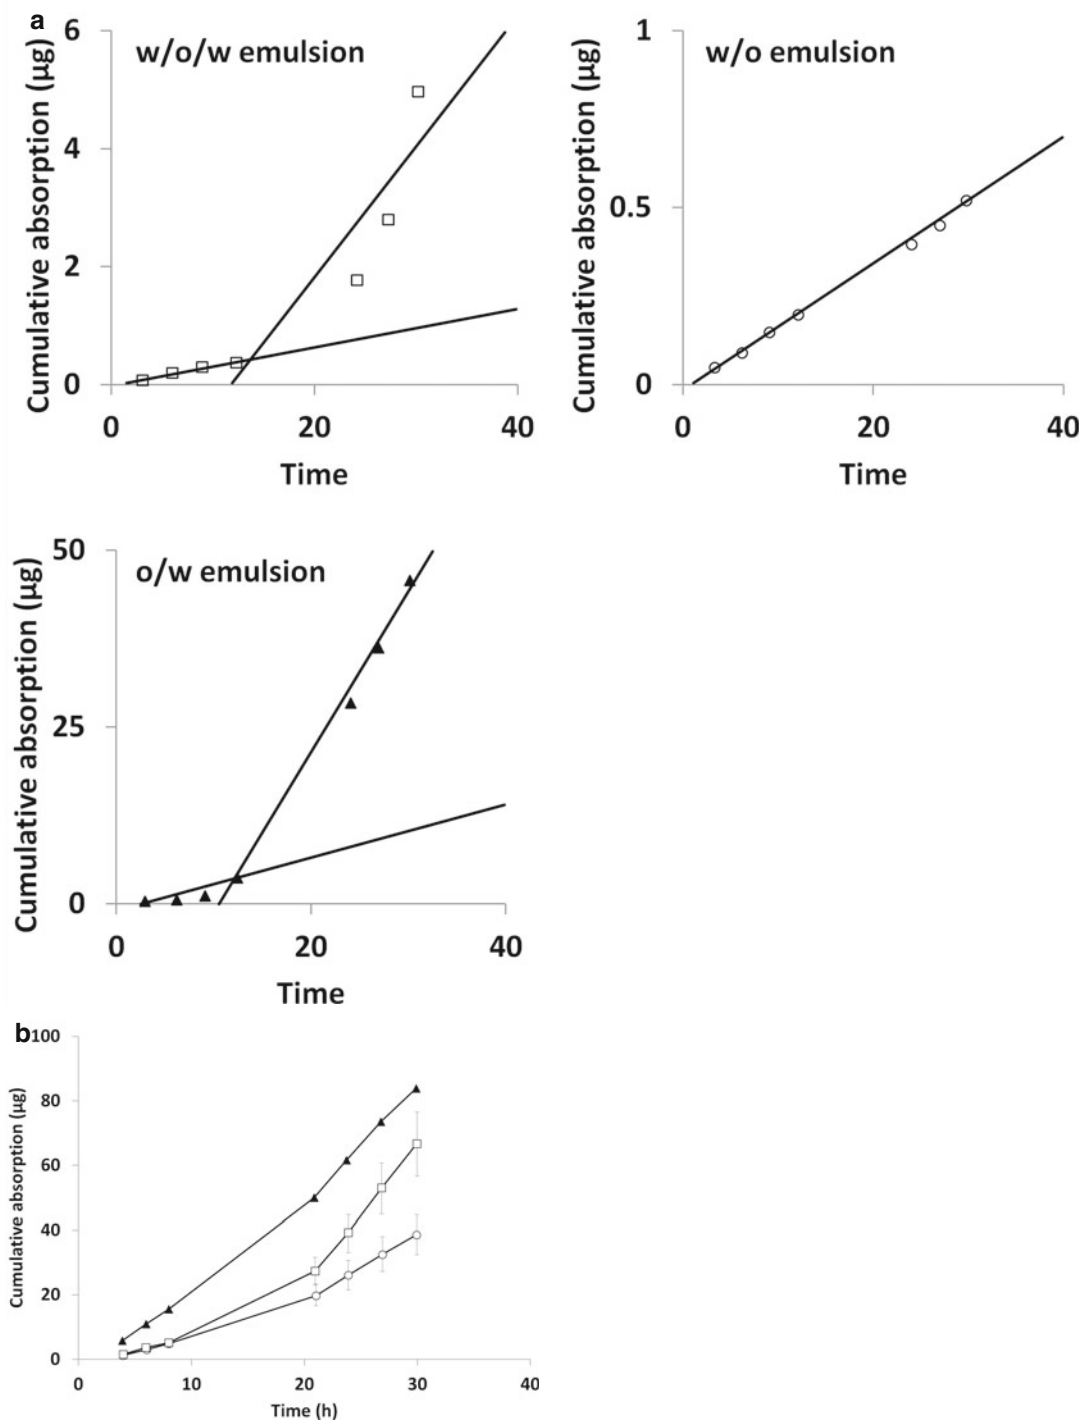 a
w/o/w emulsion
Cumulative absorption (µg)
6
4
2
0
0 20 40
Time
w/o emulsion
Cumulative absorption (µg)
1
0.5
0
0 20 40
Time
o/w emulsion
Cumulative absorption (µg)
50
25
0
0 20 40
Time
b
Cumulative absorption (µg)
100
80
60
40
20
0
0 10 20 30 40
Time (h)